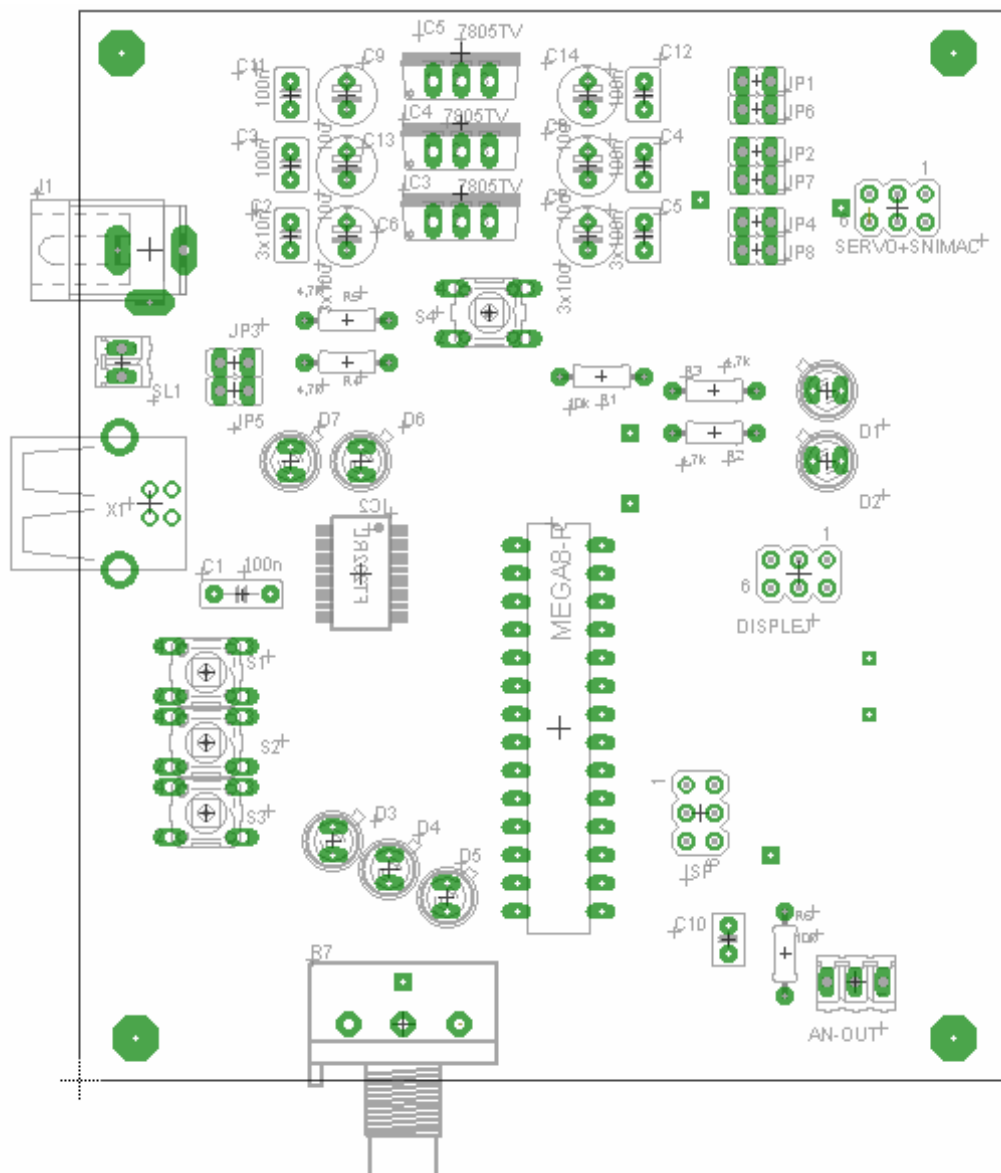 C5 7805TV
C11
C9
C14
C12
100n
10u
100n
JP1
JP6
C3
C13
C4
7805TV
C4
100n
10u
100n
JP2
JP7
1
J1
C2
C6
C3 7805TV
C5
JP4
JP8
6
SERVO+SNIMAC
3x100n
3x10u
3x10u
3x100n
4,7R
R5
S4
JP3
SL1
4,7R
R4
R3
4,7k
10k
R1
JP5
D7
D6
D1
4,7k
R2
D2
X1
IC2
FT232RL
C1
100n
MEGA8-P
1
6
DISPLEJ
S1
S2
S3
1
D3
D4
D5
ISP
C10
R6
R7
AN-OUT